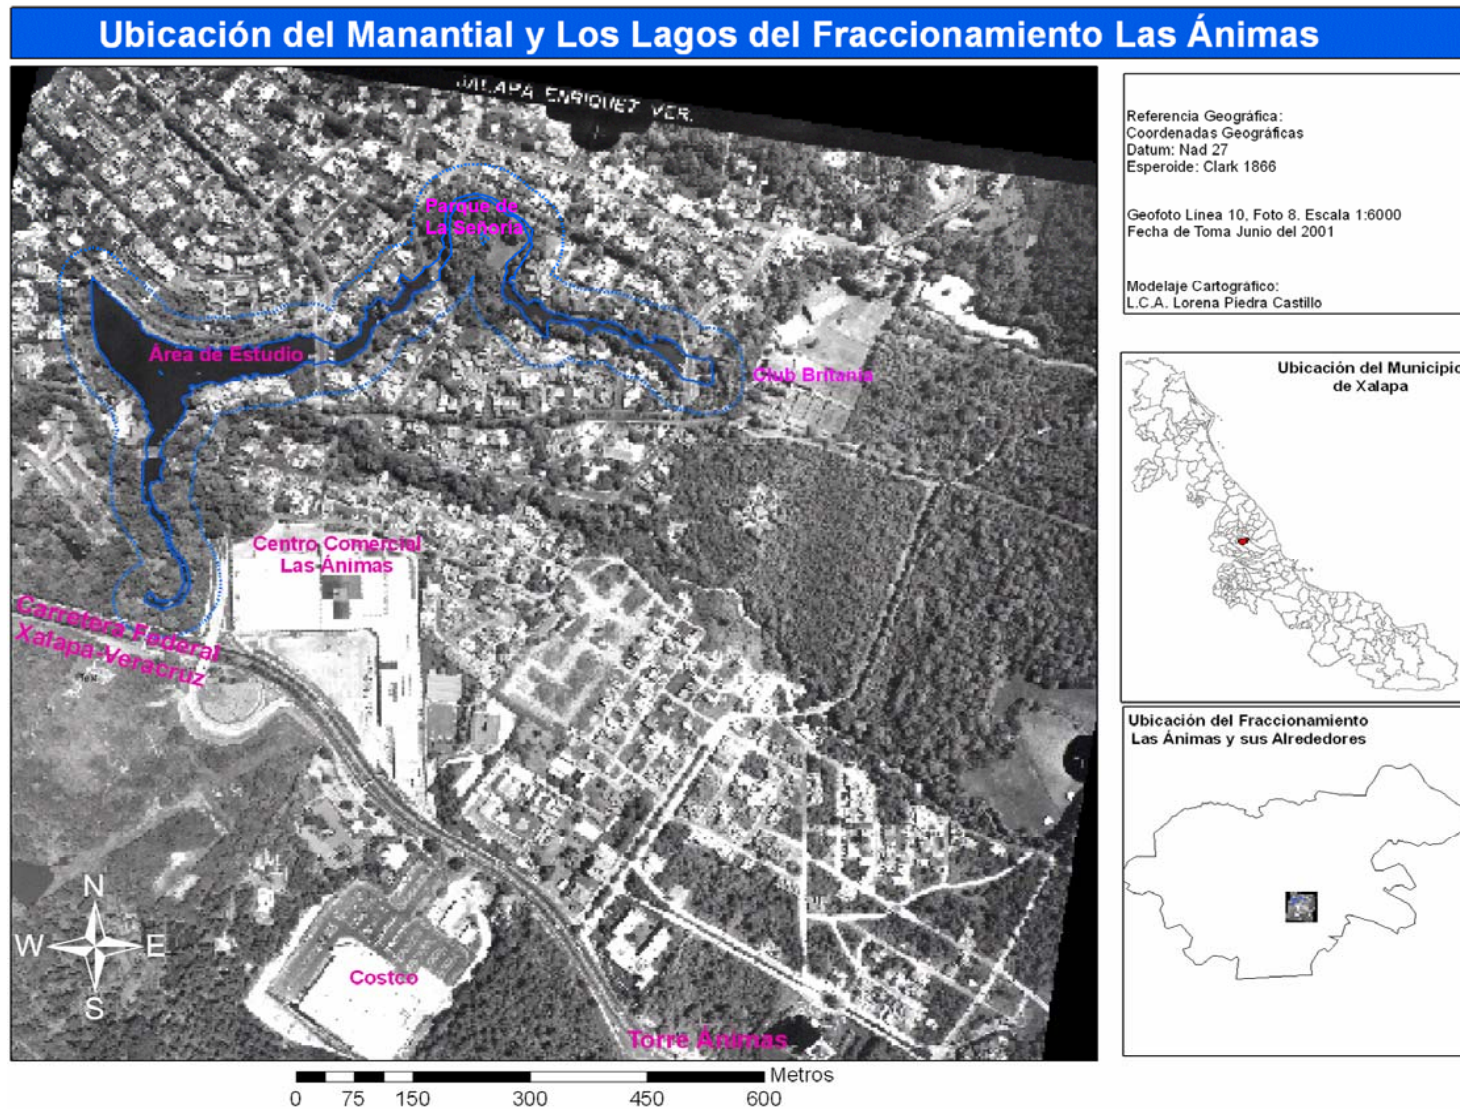 Ubicación del Manantial y Los Lagos del Fraccionamiento Las Ánimas
JALAPA ENRIQUEZ VER.
Parque de
La Señoría
Área de Estudio
Club Britania
Centro Comercial
Las Ánimas
Carretera Federal
Xalapa-Veracruz
N
W
E
S
Costco
Torre Ánimas
Metros
0 75 150 300 450 600
Referencia Geográfica:
Coordenadas Geográficas
Datum: Nad 27
Esperoide: Clark 1866
Geofoto Línea 10, Foto 8. Escala 1:6000
Fecha de Toma Junio del 2001
Modelaje Cartográfico:
L.C.A. Lorena Piedra Castillo
Ubicación del Municipio
de Xalapa
Ubicación del Fraccionamiento
Las Ánimas y sus Alrededores